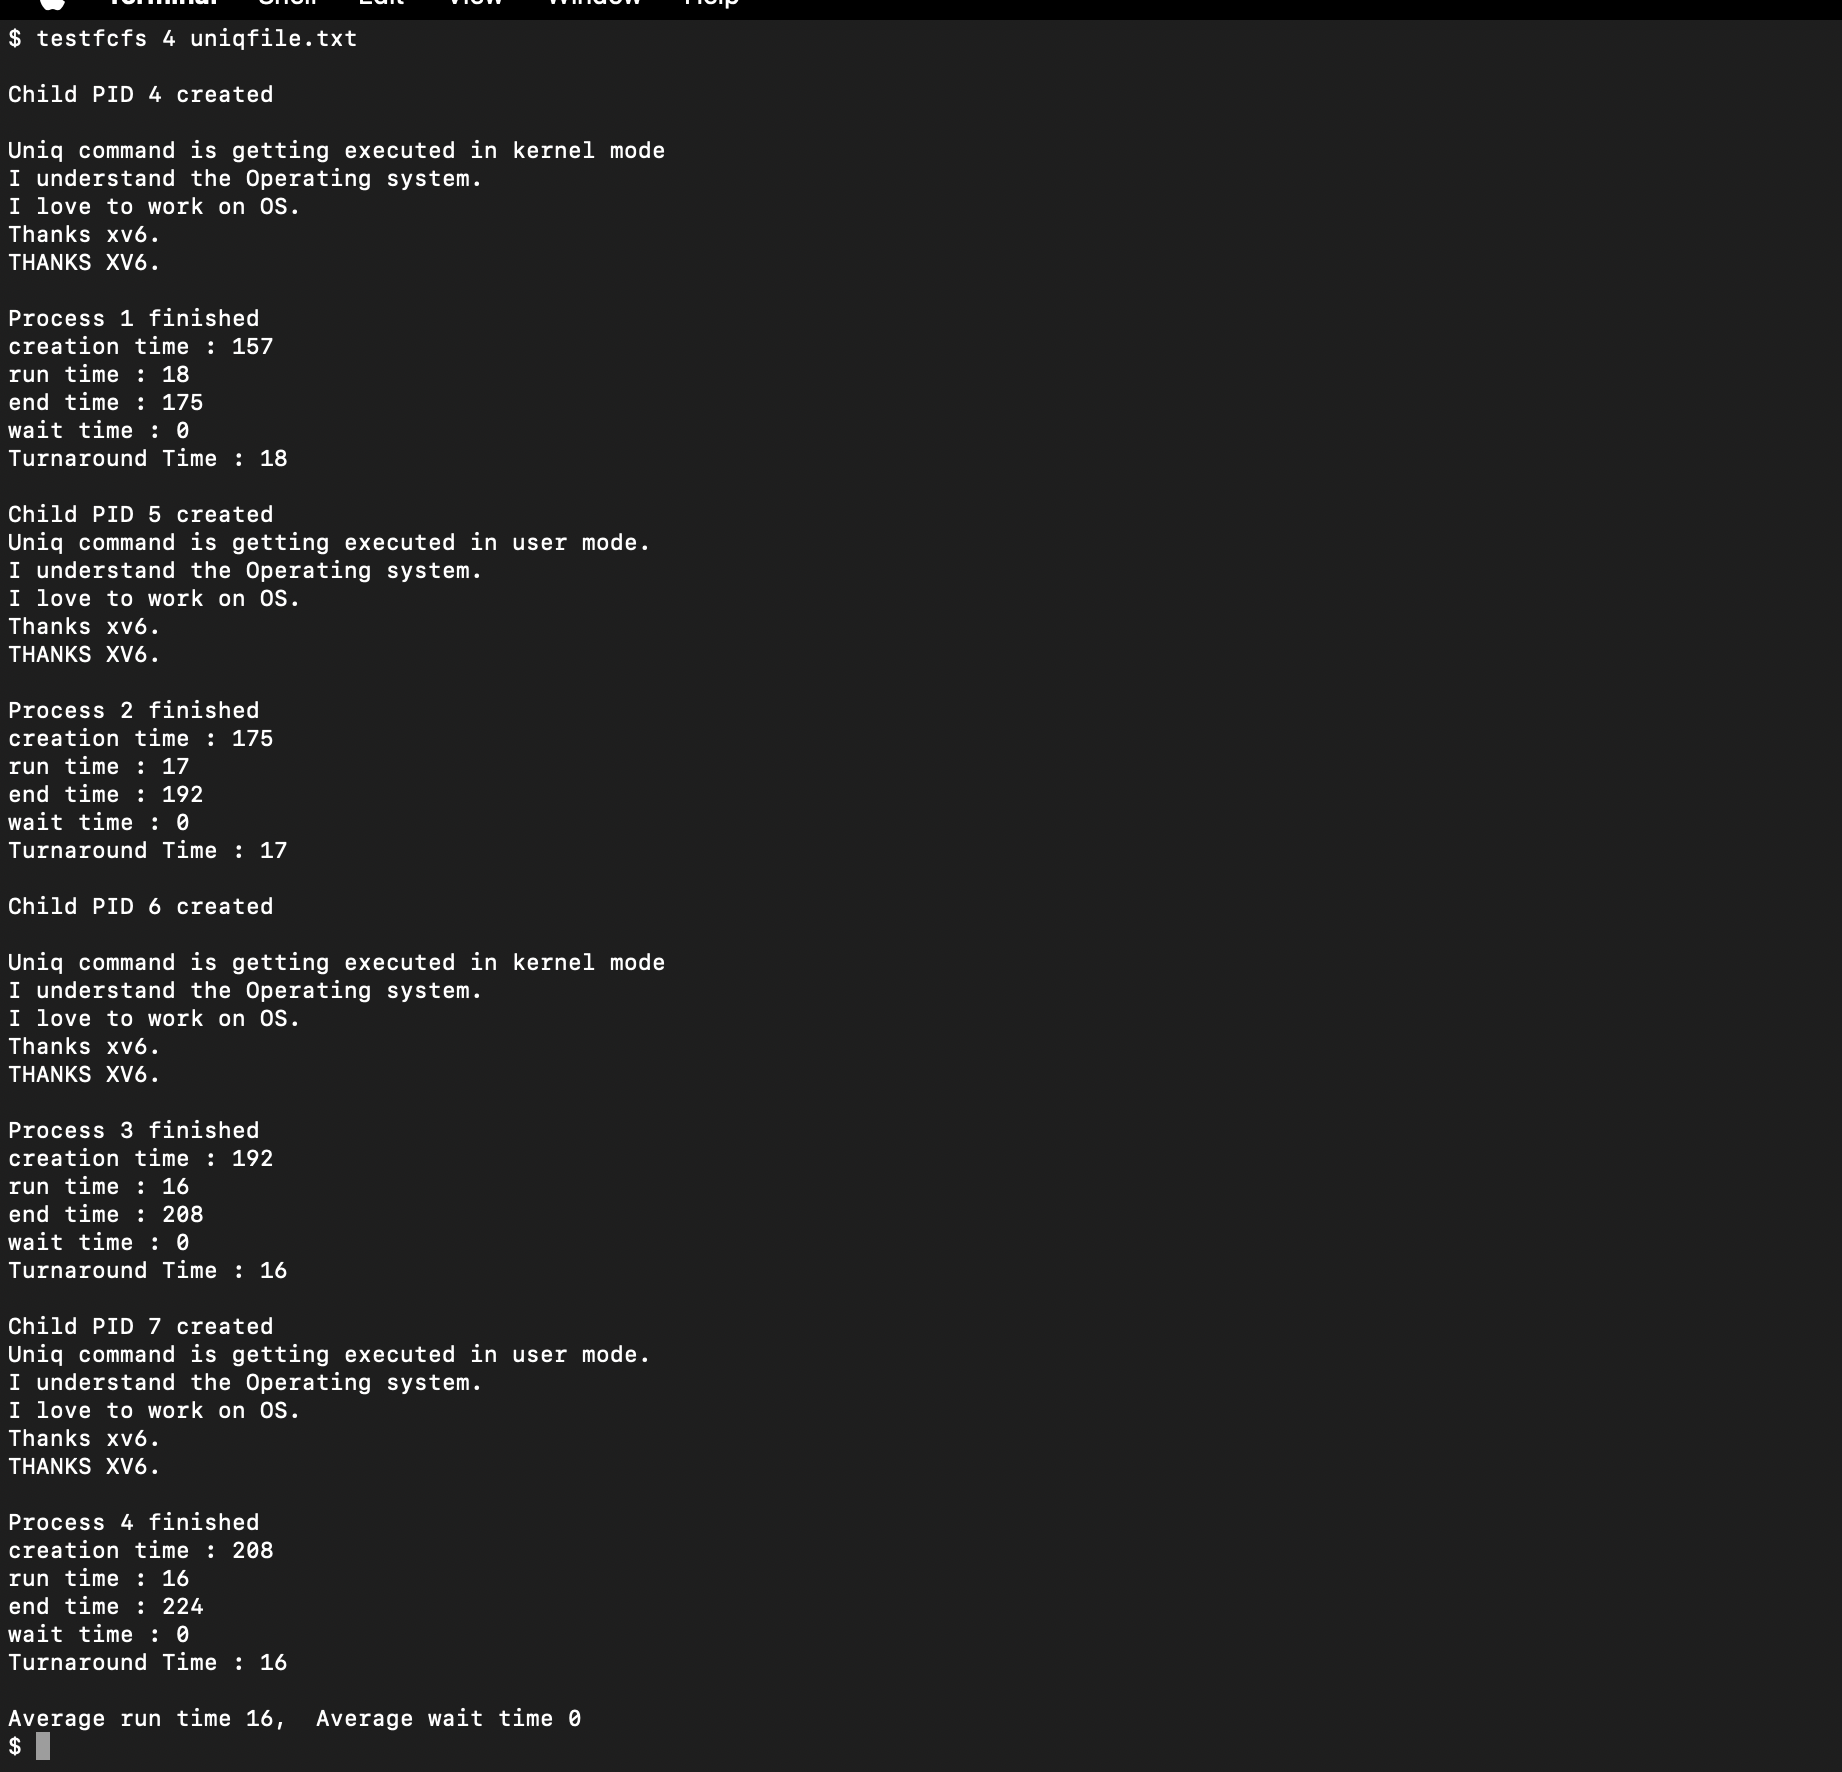 Terminal Shell Edit View Window Help
$ testfcfs 4 uniqfile.txt
Child PID 4 created
Uniq command is getting executed in kernel mode
I understand the Operating system.
I love to work on OS.
Thanks xv6.
THANKS XV6.
Process 1 finished
creation time : 157
run time : 18
end time : 175
wait time : 0
Turnaround Time : 18
Child PID 5 created
Uniq command is getting executed in user mode.
I understand the Operating system.
I love to work on OS.
Thanks xv6.
THANKS XV6.
Process 2 finished
creation time : 175
run time : 17
end time : 192
wait time : 0
Turnaround Time : 17
Child PID 6 created
Uniq command is getting executed in kernel mode
I understand the Operating system.
I love to work on OS.
Thanks xv6.
THANKS XV6.
Process 3 finished
creation time : 192
run time : 16
end time : 208
wait time : 0
Turnaround Time : 16
Child PID 7 created
Uniq command is getting executed in user mode.
I understand the Operating system.
I love to work on OS.
Thanks xv6.
THANKS XV6.
Process 4 finished
creation time : 208
run time : 16
end time : 224
wait time : 0
Turnaround Time : 16
Average run time 16,  Average wait time 0
$